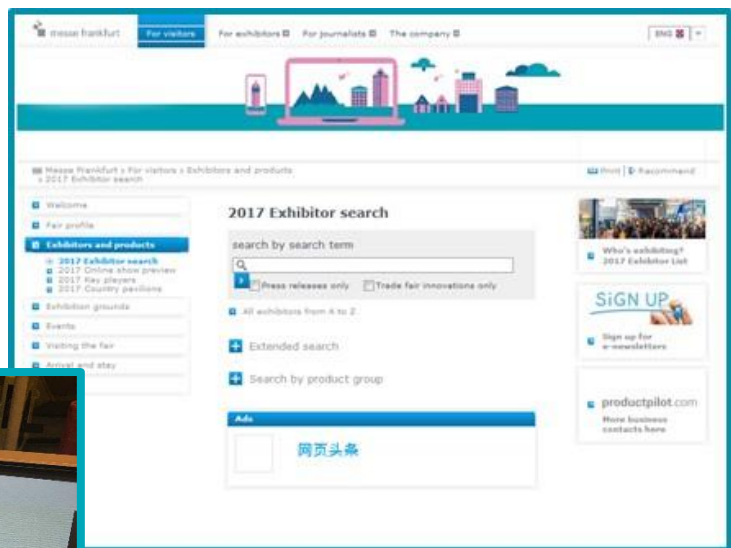 messe frankfurt
For visitors
For exhibitors
For journalists
The company
ENG
Messe Frankfurt > For visitors > Exhibitors and products
> 2017 Exhibitor search
Print | Recommend
Welcome
Fair profile
Exhibitors and products
2017 Exhibitor search
2017 Online show preview
2017 Key players
2017 Country pavilions
Exhibition grounds
Events
Visiting the fair
Arrival and stay
2017 Exhibitor search
search by search term
Press releases only
Trade fair innovations only
All exhibitors from A to Z
Extended search
Search by product group
Ads
网页头条
Who's exhibiting?
2017 Exhibitor List
SiGN UP
Sign up for
e-newsletters
productpilot.com
More business
contacts here